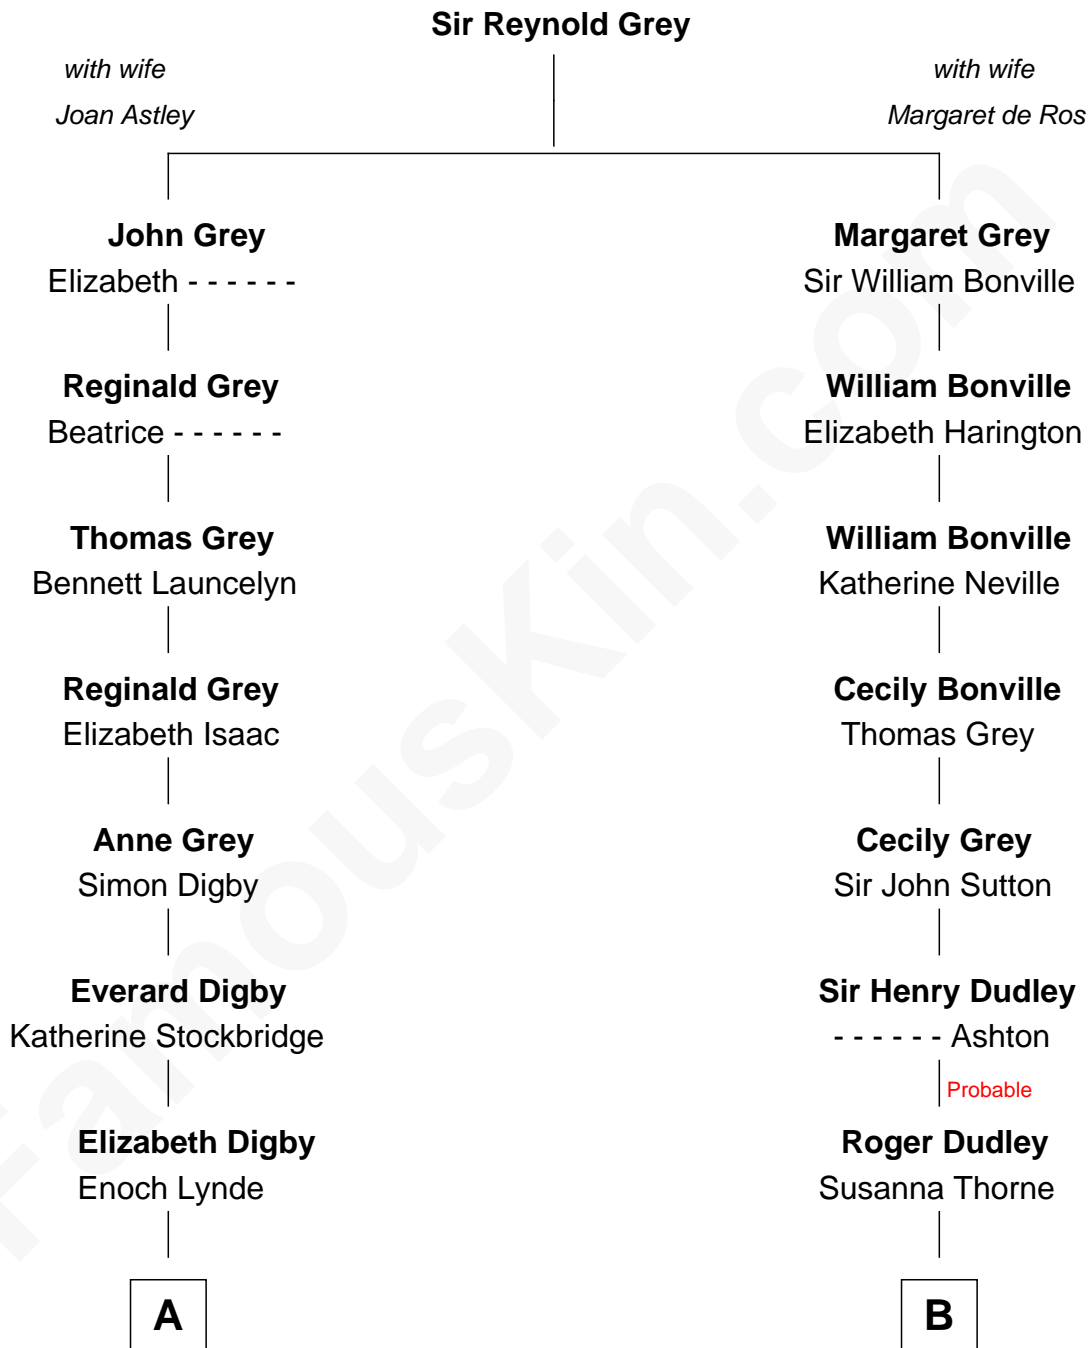 Sir Reynold Grey
with wife
Joan Astley
with wife
Margaret de Ros
John Grey
Elizabeth - - - - - -
Margaret Grey
Sir William Bonville
Reginald Grey
Beatrice - - - - - -
William Bonville
Elizabeth Harington
Thomas Grey
Bennett Launcelyn
William Bonville
Katherine Neville
Reginald Grey
Elizabeth Isaac
Cecily Bonville
Thomas Grey
Anne Grey
Simon Digby
Cecily Grey
Sir John Sutton
Everard Digby
Katherine Stockbridge
Sir Henry Dudley
- - - - - - Ashton
Probable
Elizabeth Digby
Enoch Lynde
Roger Dudley
Susanna Thorne
A
B
FamousKin.com